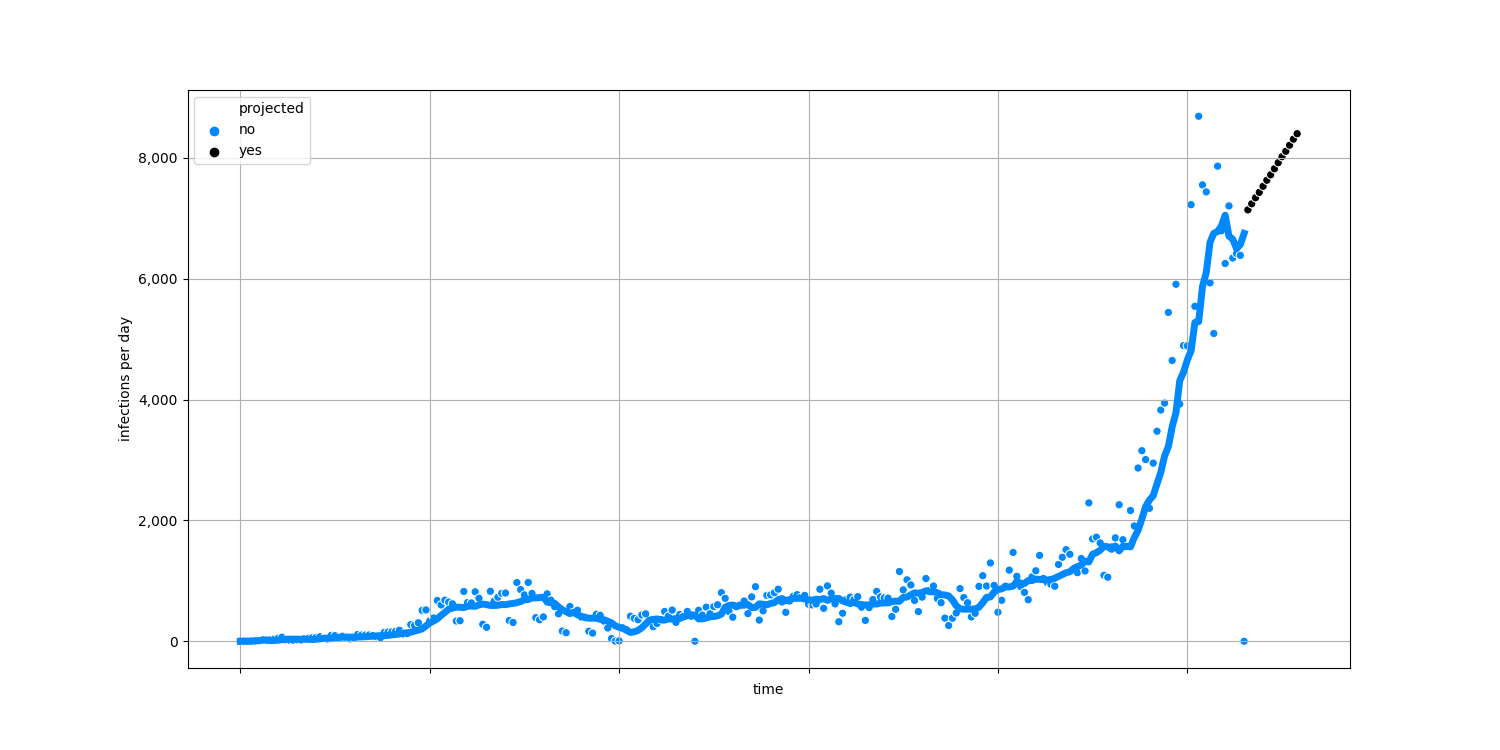 projected
no
yes
8,000
6,000
4,000
2,000
0
infections per day
time